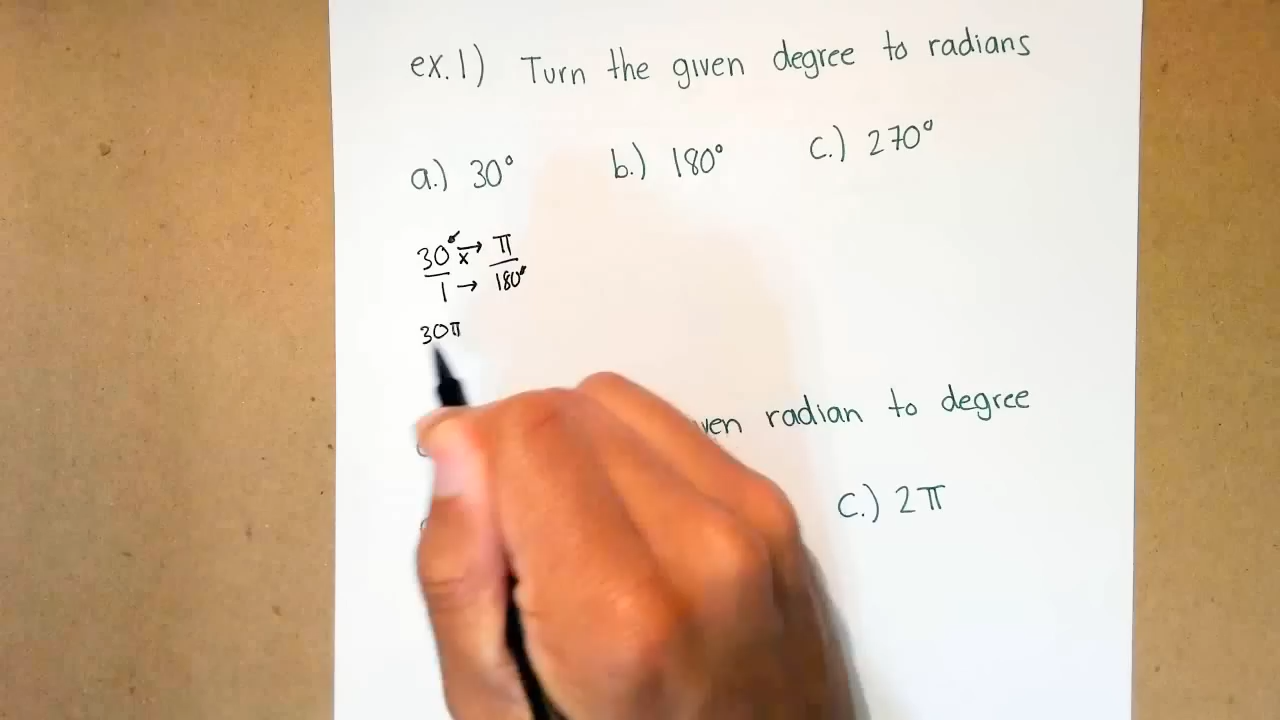 ex. 1) Turn the given degree to radians
a.) 30° b.) 180° c.) 270°
30° x → π
1 → 180°
30π
radian to degree
c.) 2π